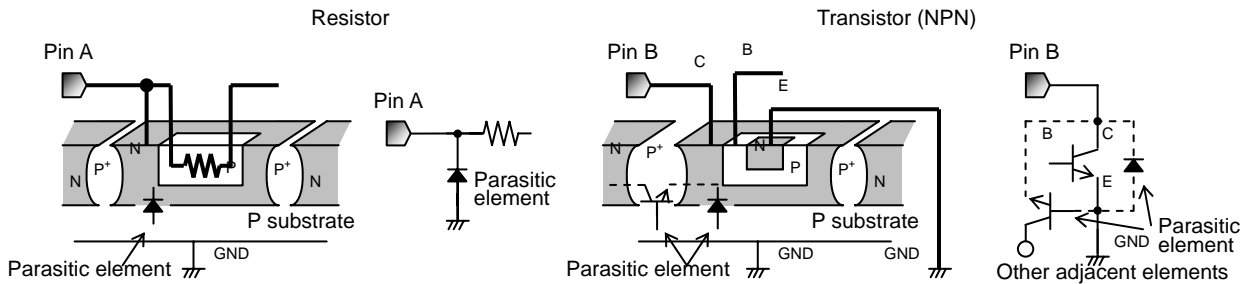 Resistor
Transistor (NPN)
Pin A
Pin B
C
B
E
Pin B
Pin A
N
P+
N
P
P+
N
Parasitic
element
P substrate
GND
Parasitic element
N
P+
N
P
P+
N
P substrate
GND
GND
Parasitic element
B
C
E
GND
Parasitic
element
Other adjacent elements